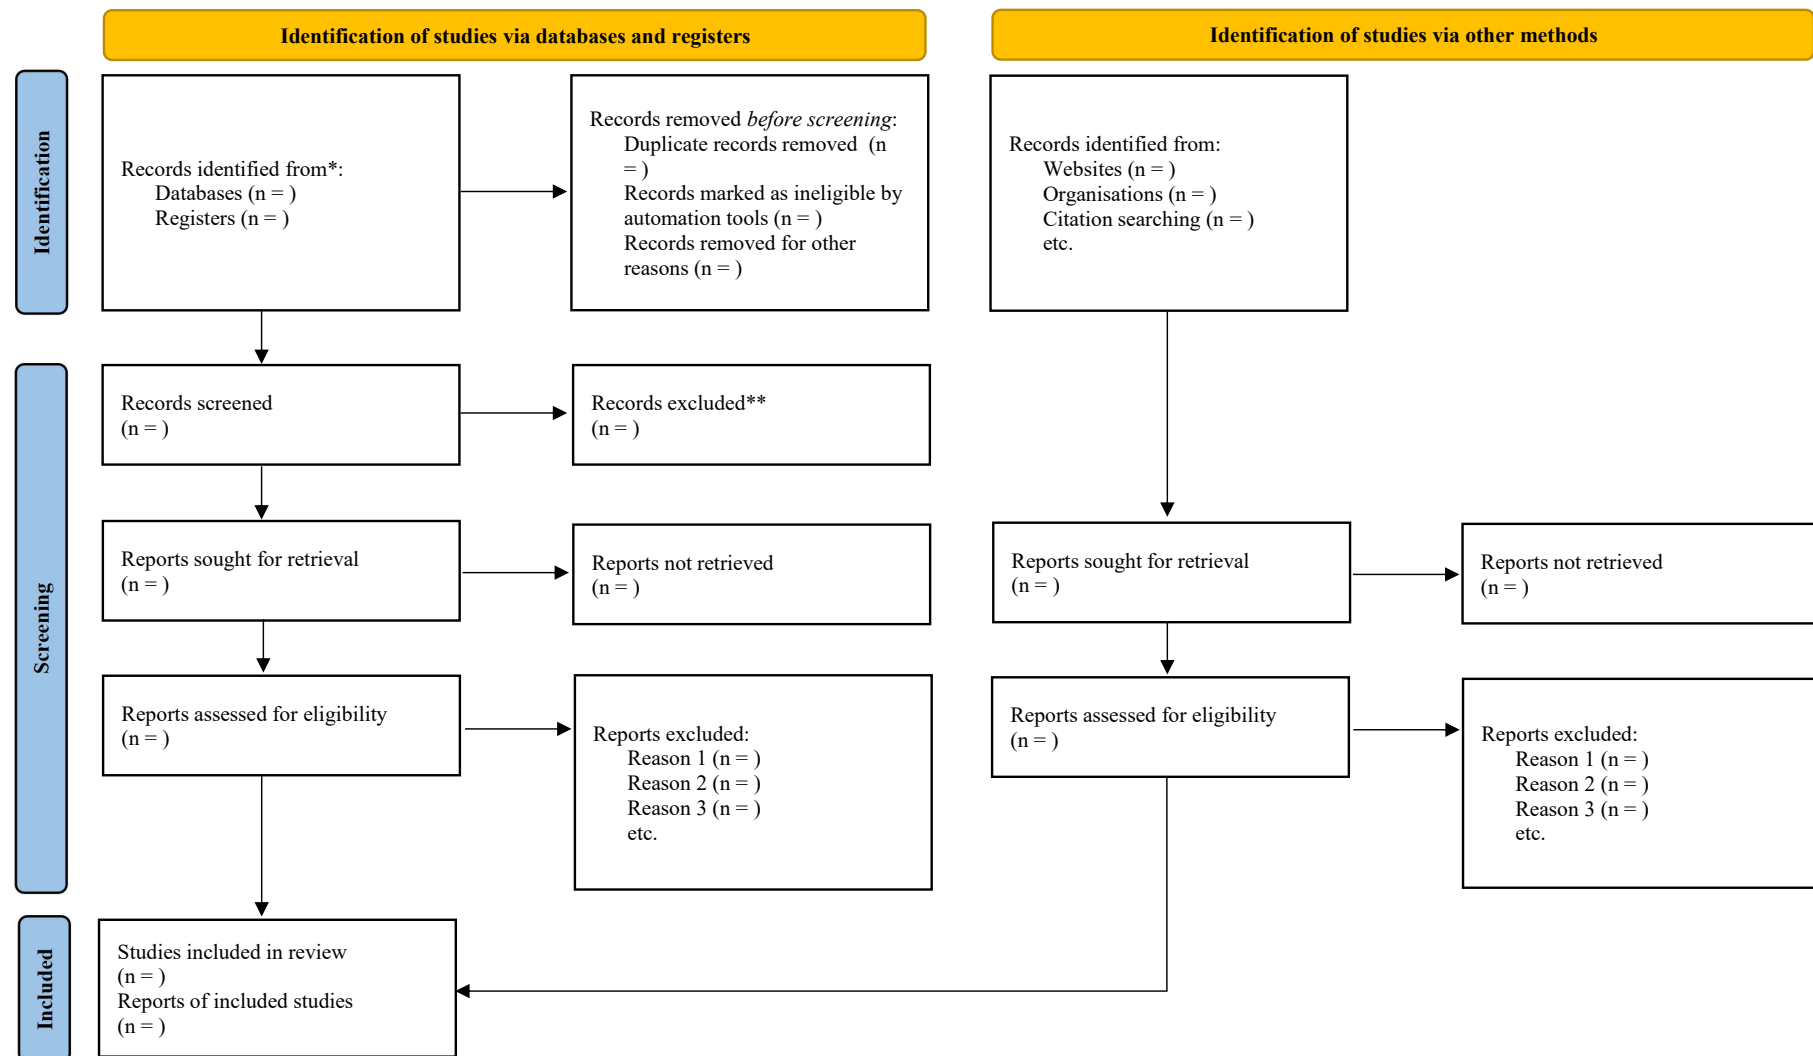 Identification of studies via databases and registers
Identification of studies via other methods
Identification
Records identified from*:
Databases (n = )
Registers (n = )
Records removed before screening:
Duplicate records removed  (n
= )
Records marked as ineligible by
automation tools (n = )
Records removed for other
reasons (n = )
Records identified from:
Websites (n = )
Organisations (n = )
Citation searching (n = )
etc.
Screening
Records screened
(n = )
Records excluded**
(n = )
Reports sought for retrieval
(n = )
Reports not retrieved
(n = )
Reports sought for retrieval
(n = )
Reports not retrieved
(n = )
Reports assessed for eligibility
(n = )
Reports excluded:
Reason 1 (n = )
Reason 2 (n = )
Reason 3 (n = )
etc.
Reports assessed for eligibility
(n = )
Reports excluded:
Reason 1 (n = )
Reason 2 (n = )
Reason 3 (n = )
etc.
Included
Studies included in review
(n = )
Reports of included studies
(n = )